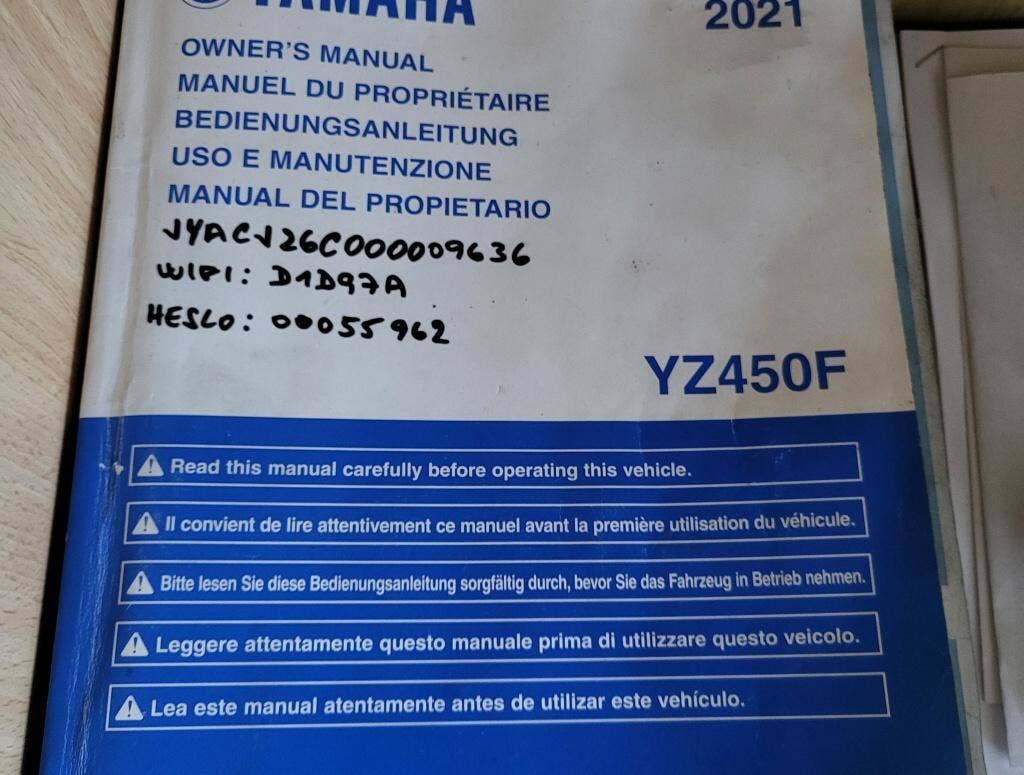 YAMAHA
2021
OWNER'S MANUAL
MANUEL DU PROPRIÉTAIRE
BEDIENUNGSANLEITUNG
USO E MANUTENZIONE
MANUAL DEL PROPIETARIO
JYACJ26C000009636
WIFI: D1D97A
HESLO: 00055962
YZ450F
Read this manual carefully before operating this vehicle.
Il convient de lire attentivement ce manuel avant la première utilisation du véhicule.
Bitte lesen Sie diese Bedienungsanleitung sorgfältig durch, bevor Sie das Fahrzeug in Betrieb nehmen.
Leggere attentamente questo manuale prima di utilizzare questo veicolo.
Lea este manual atentamente antes de utilizar este vehículo.